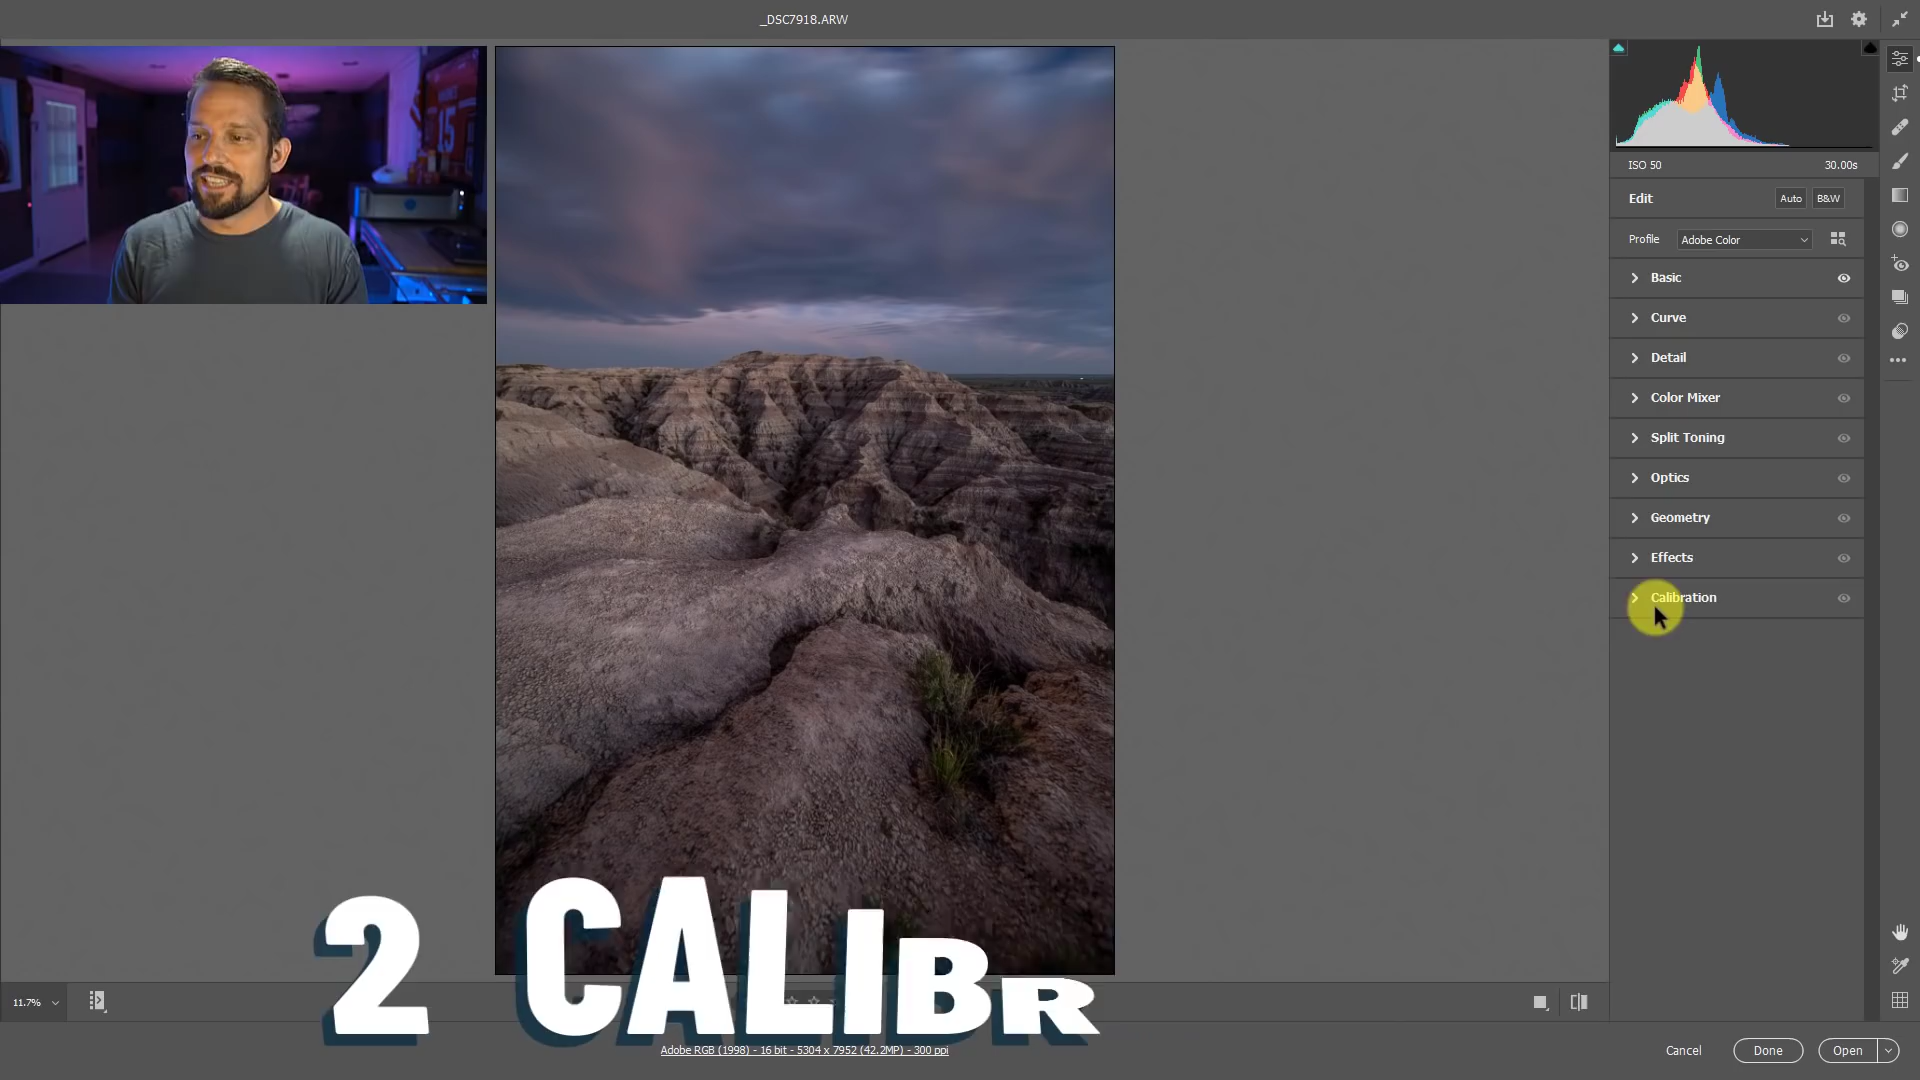 _DSC7918.ARW
ISO 50 30.00s
Edit Auto B&W
Profile Adobe Color
Basic
Curve
Detail
Color Mixer
Split Toning
Optics
Geometry
Effects
Calibration
15
2 CALIBR
11.7%
Adobe RGB (1998) - 16 bit - 5304 x 7952 (42.2MP) - 300 ppi
Cancel Done Open